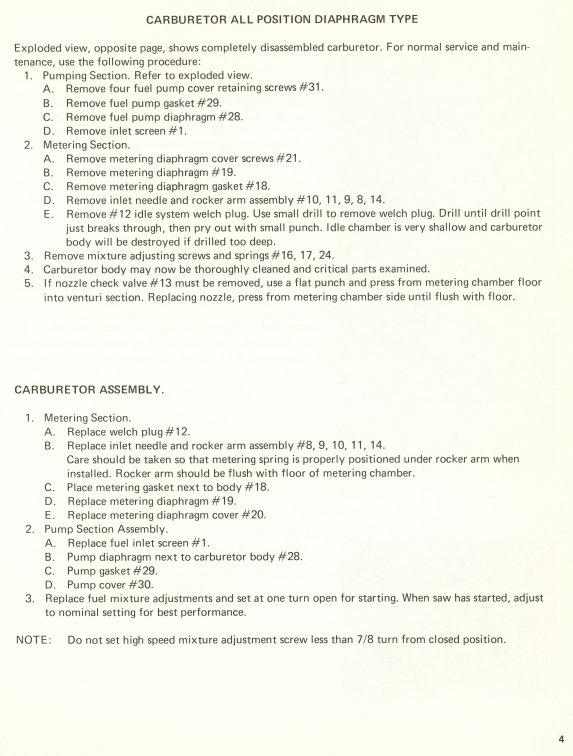 CARBURETOR ALL POSITION DIAPHRAGM TYPE
Exploded view, opposite page, shows completely disassembled carburetor. For normal service and main-
tenance, use the following procedure:
1. Pumping Section. Refer to exploded view.
A. Remove four fuel pump cover retaining screws #31.
B. Remove fuel pump gasket #29.
C. Remove fuel pump diaphragm #28.
D. Remove inlet screen #1.
2. Metering Section.
A. Remove metering diaphragm cover screws #21.
B. Remove metering diaphragm #19.
C. Remove metering diaphragm gasket #18.
D. Remove inlet needle and rocker arm assembly #10, 11, 9, 8, 14.
E. Remove #12 idle system welch plug. Use small drill to remove welch plug. Drill until drill point
just breaks through, then pry out with small punch. Idle chamber is very shallow and carburetor
body will be destroyed if drilled too deep.
3. Remove mixture adjusting screws and springs #16, 17, 24.
4. Carburetor body may now be thoroughly cleaned and critical parts examined.
5. If nozzle check valve #13 must be removed, use a flat punch and press from metering chamber floor
into venturi section. Replacing nozzle, press from metering chamber side until flush with floor.
CARBURETOR ASSEMBLY.
1. Metering Section.
A. Replace welch plug #12.
B. Replace inlet needle and rocker arm assembly #8, 9, 10, 11, 14.
Care should be taken so that metering spring is properly positioned under rocker arm when
installed. Rocker arm should be flush with floor of metering chamber.
C. Place metering gasket next to body #18.
D. Replace metering diaphragm #19.
E. Replace metering diaphragm cover #20.
2. Pump Section Assembly.
A. Replace fuel inlet screen #1.
B. Pump diaphragm next to carburetor body #28.
C. Pump gasket #29.
D. Pump cover #30.
3. Replace fuel mixture adjustments and set at one turn open for starting. When saw has started, adjust
to nominal setting for best performance.
NOTE: Do not set high speed mixture adjustment screw less than 7/8 turn from closed position.
4